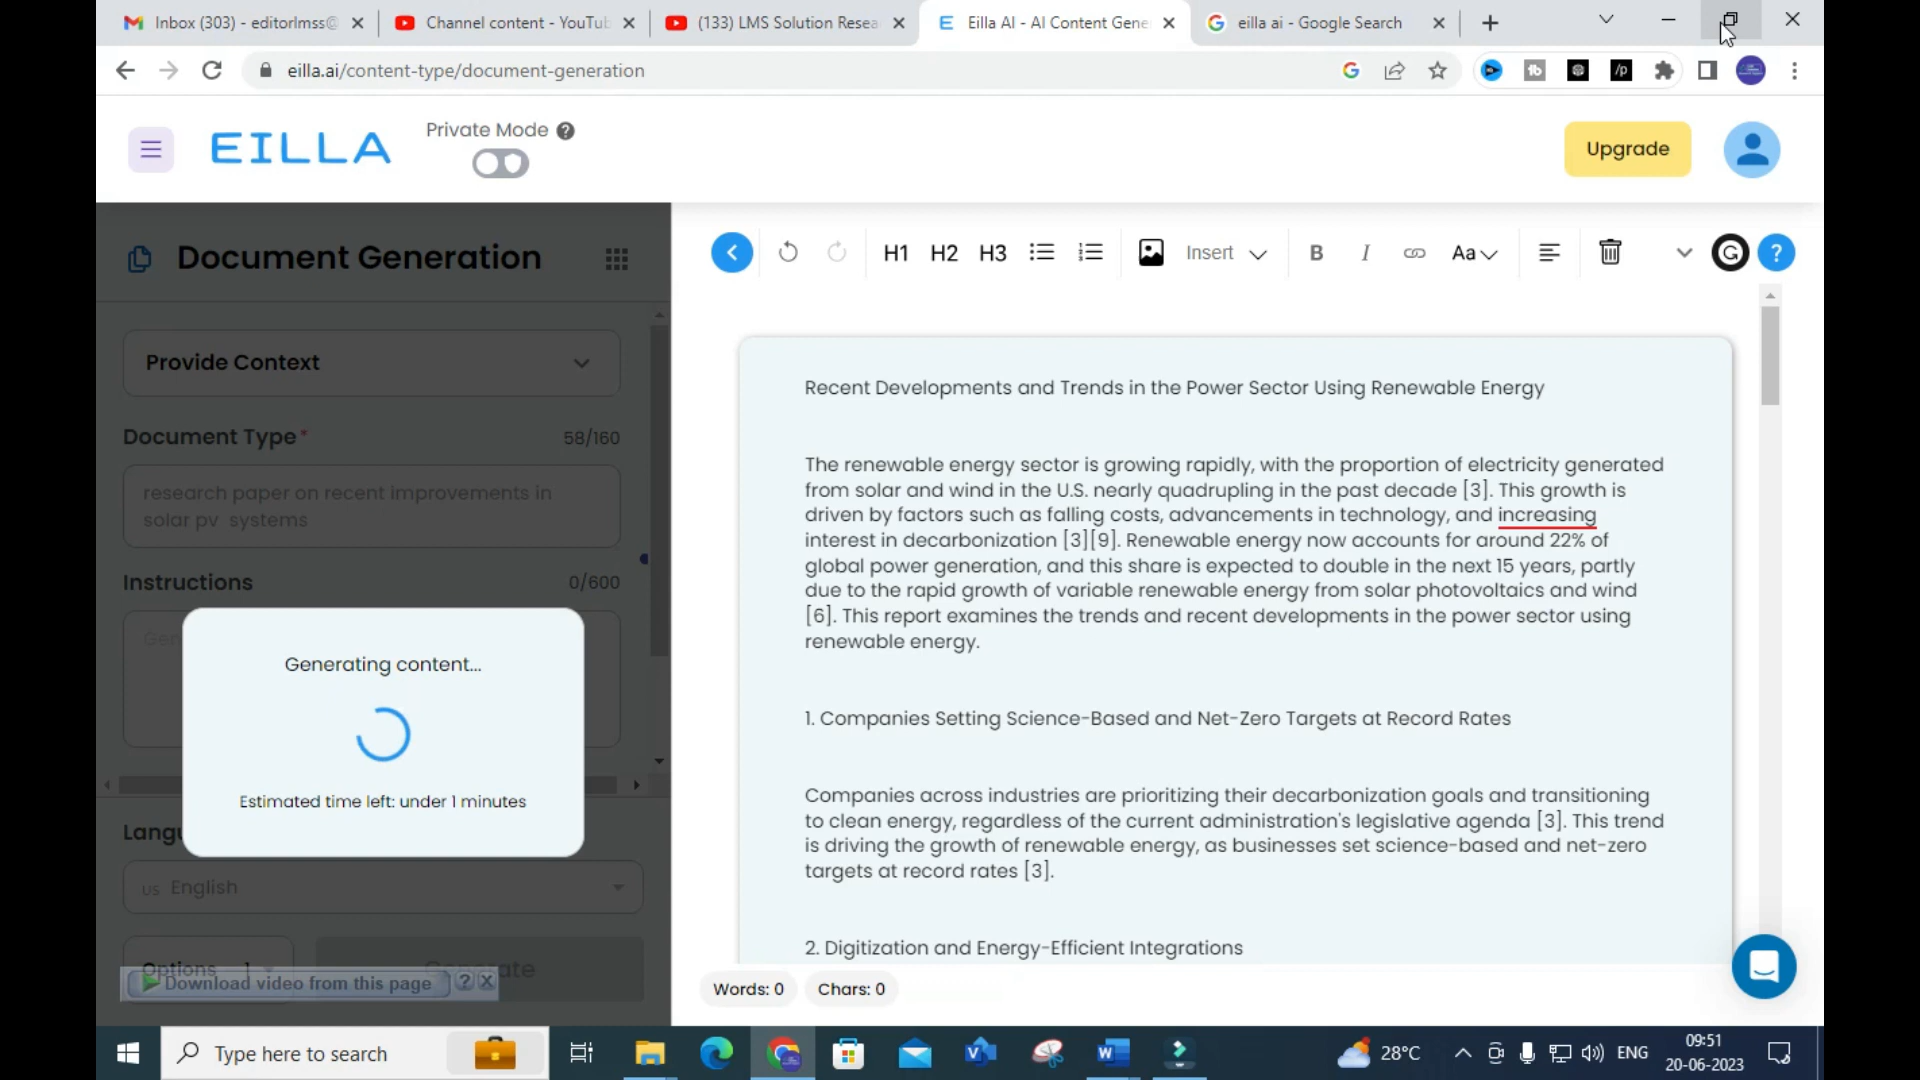 Inbox (303) - editorlmss@
Channel content - YouTub
(133) LMS Solution Resea
Eilla AI - AI Content Gene
eilla ai - Google Search
eilla.ai/content-type/document-generation
EILLA
Private Mode
Upgrade
Document Generation
H1 H2 H3 Insert B I Aa
Provide Context
Document Type* 58/160
research paper on recent improvements in
solar pv systems
Instructions 0/600
Generating content...
Estimated time left: under 1 minutes
US English
Options 1
Download video from this page
Recent Developments and Trends in the Power Sector Using Renewable Energy
The renewable energy sector is growing rapidly, with the proportion of electricity generated
from solar and wind in the U.S. nearly quadrupling in the past decade [3]. This growth is
driven by factors such as falling costs, advancements in technology, and increasing
interest in decarbonization [3][9]. Renewable energy now accounts for around 22% of
global power generation, and this share is expected to double in the next 15 years, partly
due to the rapid growth of variable renewable energy from solar photovoltaics and wind
[6]. This report examines the trends and recent developments in the power sector using
renewable energy.
1. Companies Setting Science-Based and Net-Zero Targets at Record Rates
Companies across industries are prioritizing their decarbonization goals and transitioning
to clean energy, regardless of the current administration's legislative agenda [3]. This trend
is driving the growth of renewable energy, as businesses set science-based and net-zero
targets at record rates [3].
2. Digitization and Energy-Efficient Integrations
Words: 0 Chars: 0
Type here to search
28°C
ENG
09:51
20-06-2023